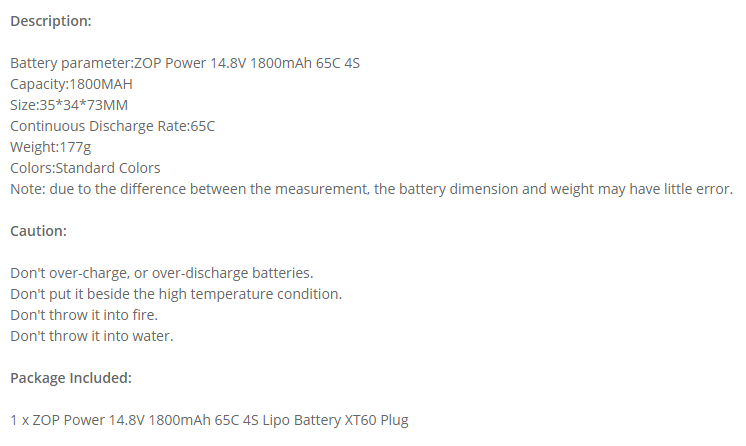 Description:
Battery parameter:ZOP Power 14.8V 1800mAh 65C 4S
Capacity:1800MAH
Size:35*34*73MM
Continuous Discharge Rate:65C
Weight:177g
Colors:Standard Colors
Note: due to the difference between the measurement, the battery dimension and weight may have little error.
Caution:
Don't over-charge, or over-discharge batteries.
Don't put it beside the high temperature condition.
Don't throw it into fire.
Don't throw it into water.
Package Included:
1 x ZOP Power 14.8V 1800mAh 65C 4S Lipo Battery XT60 Plug